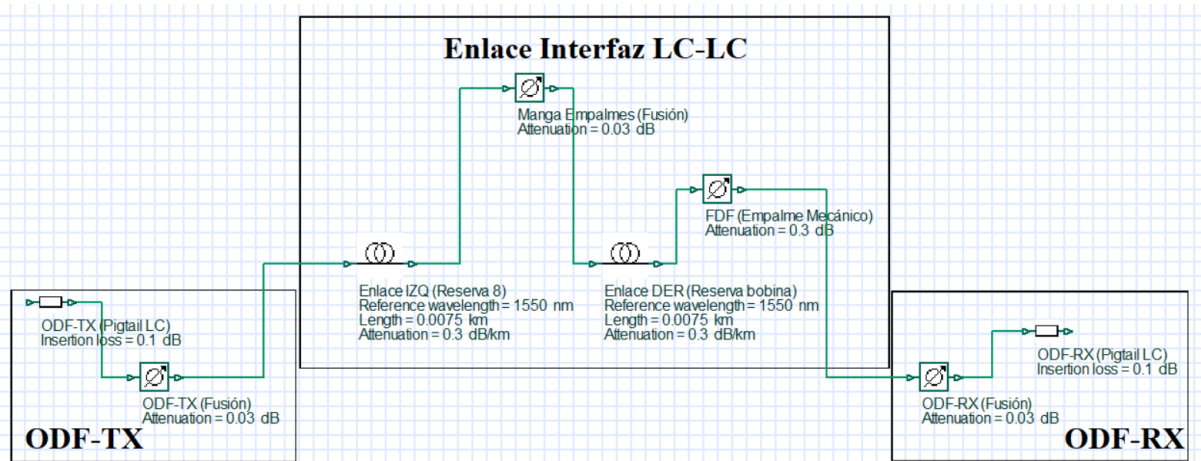 Enlace Interfaz LC-LC
Manga Empalmes (Fusión)
Attenuation = 0.03 dB
FDF (Empalme Mecánico)
Attenuation = 0.3 dB
Enlace IZQ (Reserva 8)
Reference wavelength = 1550 nm
Length = 0.0075 km
Attenuation = 0.3 dB/km
Enlace DER (Reserva bobina)
Reference wavelength = 1550 nm
Length = 0.0075 km
Attenuation = 0.3 dB/km
ODF-TX (Pigtail LC)
Insertion loss = 0.1 dB
ODF-TX (Fusión)
Attenuation = 0.03 dB
ODF-TX
ODF-RX (Pigtail LC)
Insertion loss = 0.1 dB
ODF-RX (Fusión)
Attenuation = 0.03 dB
ODF-RX